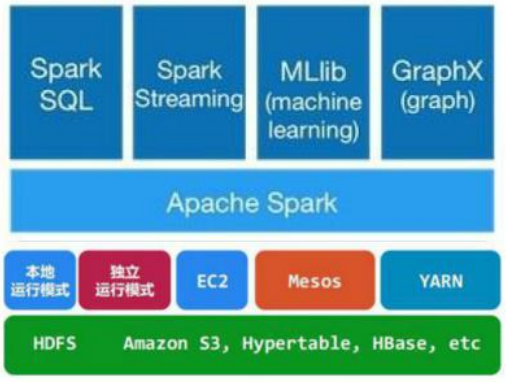 Spark
SQL
Spark
Streaming
MLlib
(machine
learning)
GraphX
(graph)
Apache Spark
本地
运行模式
独立
运行模式
EC2
Mesos
YARN
HDFS Amazon S3, Hypertable, HBase, etc